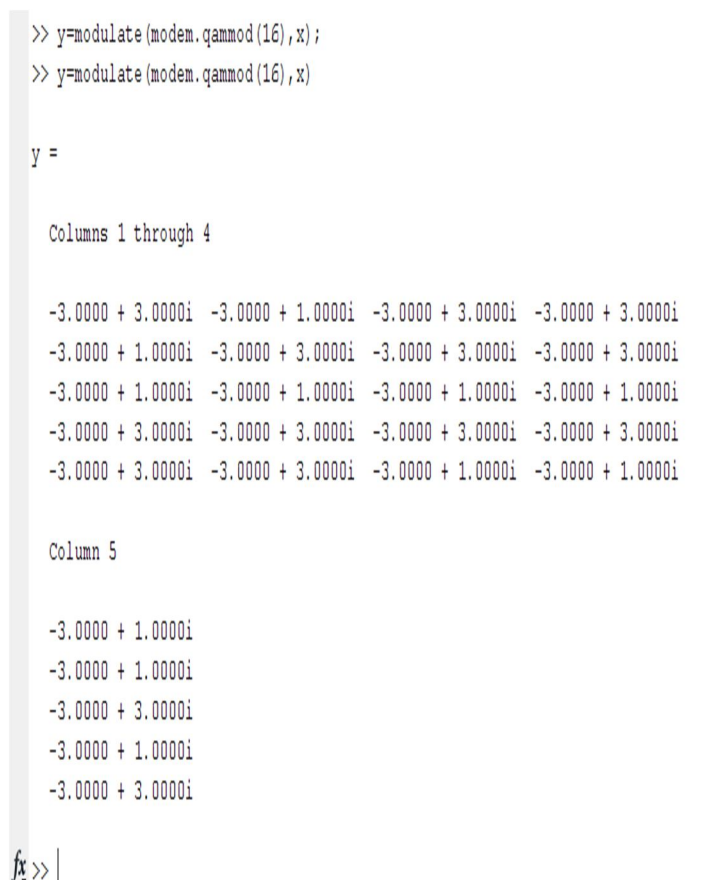 >> y=modulate(modem.qammod(16),x);
>> y=modulate(modem.qammod(16),x)
y =
Columns 1 through 4
-3.0000 + 3.0000i -3.0000 + 1.0000i -3.0000 + 3.0000i -3.0000 + 3.0000i
-3.0000 + 1.0000i -3.0000 + 3.0000i -3.0000 + 3.0000i -3.0000 + 3.0000i
-3.0000 + 1.0000i -3.0000 + 1.0000i -3.0000 + 1.0000i -3.0000 + 1.0000i
-3.0000 + 3.0000i -3.0000 + 3.0000i -3.0000 + 3.0000i -3.0000 + 3.0000i
-3.0000 + 3.0000i -3.0000 + 3.0000i -3.0000 + 1.0000i -3.0000 + 1.0000i
Column 5
-3.0000 + 1.0000i
-3.0000 + 1.0000i
-3.0000 + 3.0000i
-3.0000 + 1.0000i
-3.0000 + 3.0000i
fx >>